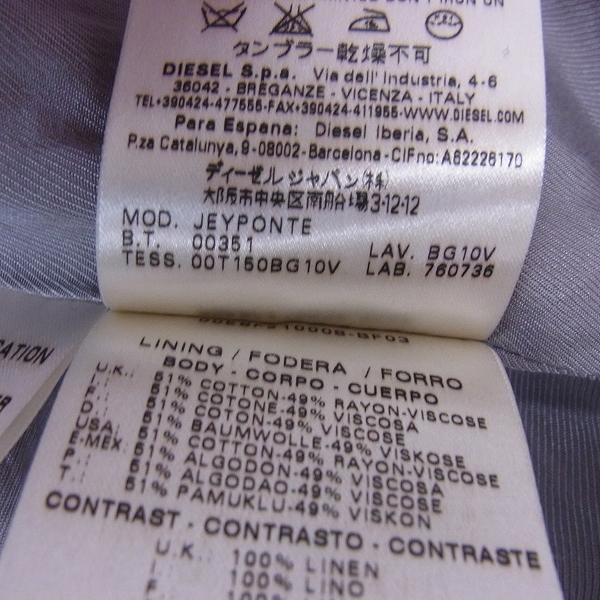 DON'T IRON ON
タンブラー乾燥不可
DIESEL S.p.a. Via dell' Industria, 4-6
36042 - BREGANZE - VICENZA - ITALY
TEL+390424-477555-FAX+390424-411955-WWW.DIESEL.COM
Para Espana: Diesel Iberia, S.A.
P.za Catalunya,9-08002-Barcelona-CIFno:A62226170
ディーゼルジャパン(株)
大阪市中央区南船場3-12-12
MOD. JEYPONTE
B.T. 00351 LAV. BG10V
TESS. 00T150BG10V LAB. 760736
LINING / FODERA / FORRO
BODY - CORPO - CUERPO
U.K.: 51% COTTON-49% RAYON-VISCOSE
I.: 51% COTONE-49% VISCOSA
D.: 51% BAUMWOLLE-49% VISKOSE
USA: 51% COTTON-49% RAYON-VISCOSE
E-MEX: 51% ALGODON-49% VISCOSA
P.: 51% ALGODAO-49% VISCOSE
T.: 51% PAMUKLU-49% VISKON
CONTRAST - CONTRASTO - CONTRASTE
U.K.: 100% LINEN
I.: 100% LINO
F.: 100%